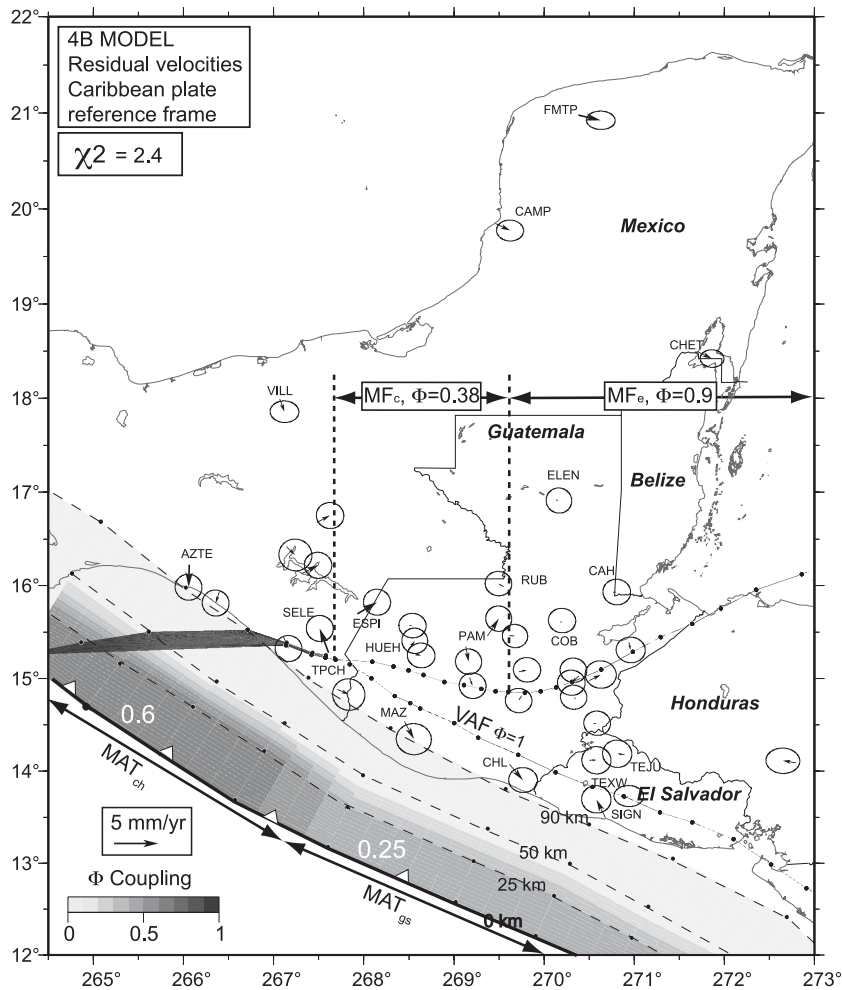 22°
21°
20°
19°
18°
17°
16°
15°
14°
13°
12°
4B MODEL
Residual velocities
Caribbean plate
reference frame
χ2 = 2.4
FMTP
CAMP
Mexico
CHET
VILL
MFc, Φ=0.38
MFe, Φ=0.9
Guatemala
ELEN
Belize
AZTE
RUB
CAH
SELE
ESPI
PAM
COB
HUEH
TPCH
Honduras
VAF Φ=1
MAZ
CHL
TEJU
TEXW
El Salvador
SIGN
90 km
50 km
25 km
0 km
0.6
0.25
MATch
MATgs
5 mm/yr
Φ Coupling
0 0.5 1
265° 266° 267° 268° 269° 270° 271° 272° 273°